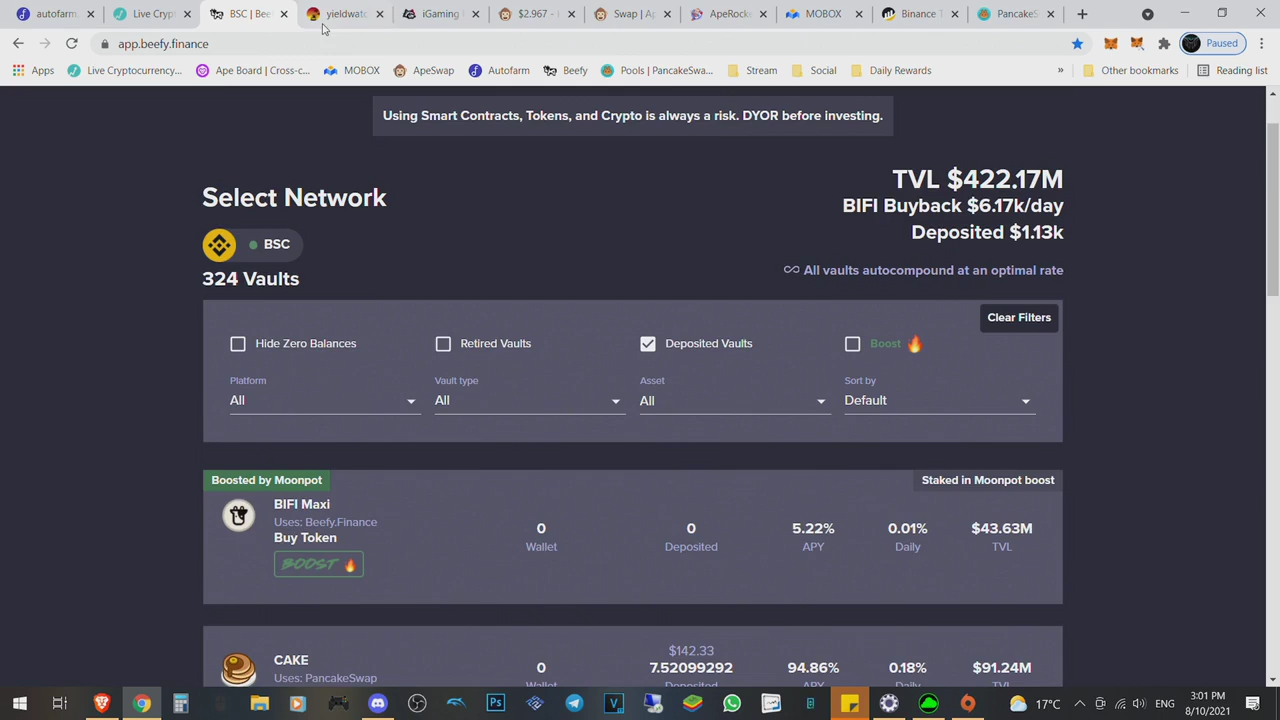 autofarm
Live Cryp
BSC | Beef
yieldwatc
iGaming |
$2.967 - B
Swap | Ap
ApeRock
MOBOX
Binance T
PancakeS
app.beefy.finance
Paused
Apps
Live Cryptocurrency...
Ape Board | Cross-c...
MOBOX
ApeSwap
Autofarm
Beefy
Pools | PancakeSwa...
Stream
Social
Daily Rewards
»
Other bookmarks
Reading list
Using Smart Contracts, Tokens, and Crypto is always a risk. DYOR before investing.
Select Network
TVL $422.17M
BIFI Buyback $6.17k/day
Deposited $1.13k
BSC
324 Vaults
All vaults autocompound at an optimal rate
Clear Filters
Hide Zero Balances
Retired Vaults
Deposited Vaults
Boost
Platform
Vault type
Asset
Sort by
All
All
All
Default
Boosted by Moonpot
Staked in Moonpot boost
BIFI Maxi
Uses: Beefy.Finance
Buy Token
BOOST
0
Wallet
0
Deposited
5.22%
APY
0.01%
Daily
$43.63M
TVL
CAKE
Uses: PancakeSwap
0
Wallet
$142.33
7.52099292
Deposited
94.86%
APY
0.18%
Daily
$91.24M
TVL
17°C
ENG
3:01 PM
8/10/2021